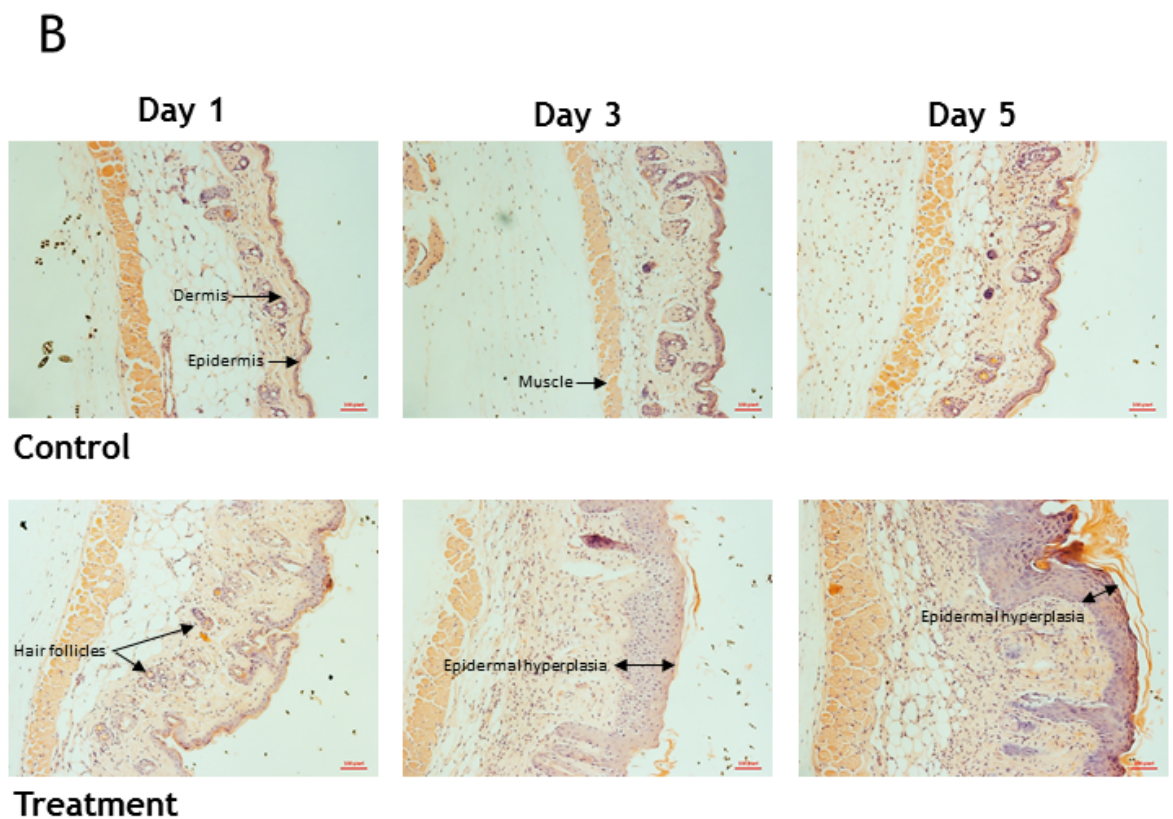 B
Day 1
Day 3
Day 5
Dermis
Epidermis
Muscle
Control
Hair follicles
Epidermal hyperplasia
Epidermal hyperplasia
Treatment